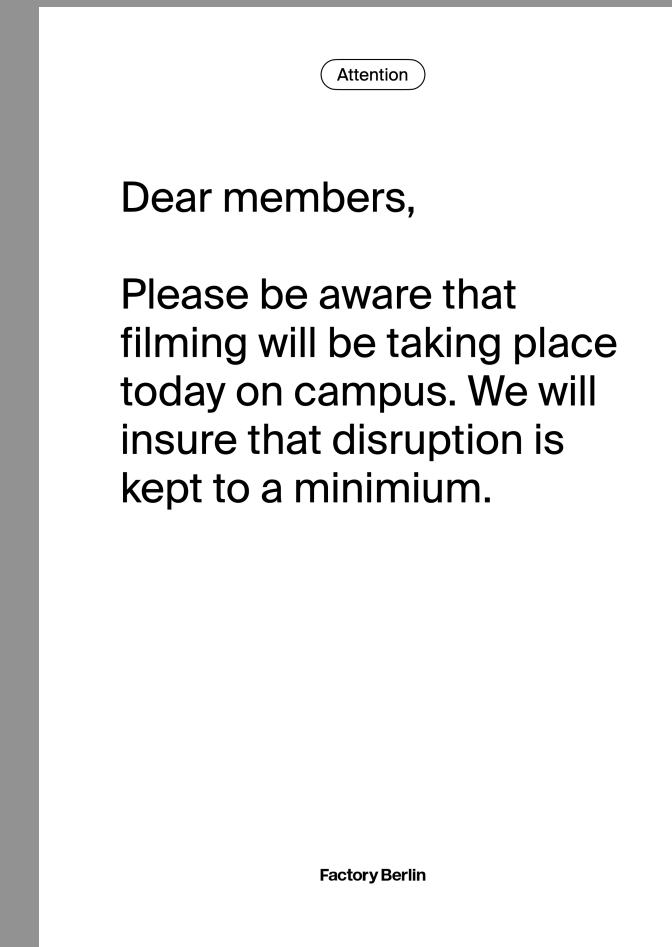 Attention
Dear members,
Please be aware that
filming will be taking place
today on campus. We will
insure that disruption is
kept to a minimium.
Factory Berlin